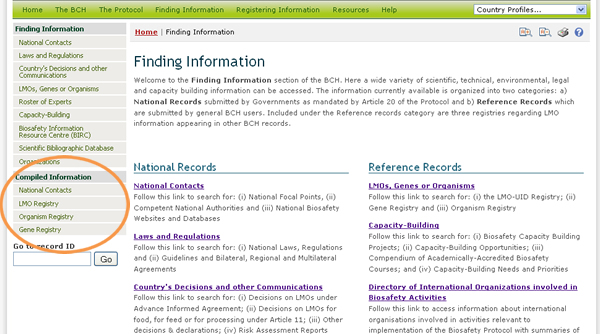 Home The BCH The Protocol Finding Information Registering Information Resources Help Country Profiles...
Finding Information
National Contacts
Laws and Regulations
Country's Decisions and other
Communications
LMOs, Genes or Organisms
Roster of Experts
Capacity-Building
Biosafety Information
Resource Centre (BIRC)
Scientific Bibliographic Database
Organizations
Compiled Information
National Contacts
LMO Registry
Organism Registry
Gene Registry
Go to record ID
Go
Home | Finding Information
Finding Information
Welcome to the Finding Information section of the BCH. Here a wide variety of scientific, technical, environmental, legal
and capacity building information can be accessed. The information currently available is organized into two categories: a)
National Records submitted by Governments as mandated by Article 20 of the Protocol and b) Reference Records which
are submitted by general BCH users. Included under the Reference records category are three registries regarding LMO
information appearing in other BCH records.
National Records
National Contacts
Follow this link to search for: (i) National Focal Points, (ii)
Competent National Authorities and (iii) National Biosafety
Websites and Databases
Laws and Regulations
Follow this link to search for: (i) National Laws, Regulations
and (ii) Guidelines and Bilateral, Regional and Multilateral
Agreements
Country's Decisions and other Communications
Follow this link to search for: (i) Decisions on LMOs under
Advance Informed Agreement; (ii) Decisions on LMOs for
food, for feed or for processing under Article 11; (iii) Other
decisions & declarations; (iv) Risk Assessment Reports
Reference Records
LMOs, Genes or Organisms
Follow this link to search for: (i) the LMO-UID Registry; (ii)
Gene Registry and (iii) Organism Registry
Capacity-Building
Follow this link to search for: (i) Biosafety Capacity Building
Projects; (ii) Capacity-Building Opportunities; (iii)
Compendium of Academically-Accredited Biosafety
Courses; and (iv) Capacity-Building Needs and Priorities
Directory of International Organizations involved in
Biosafety Activities
Follow this link to access information about international
organisations involved in activities relevant to
implementation of the Biosafety Protocol with summaries of